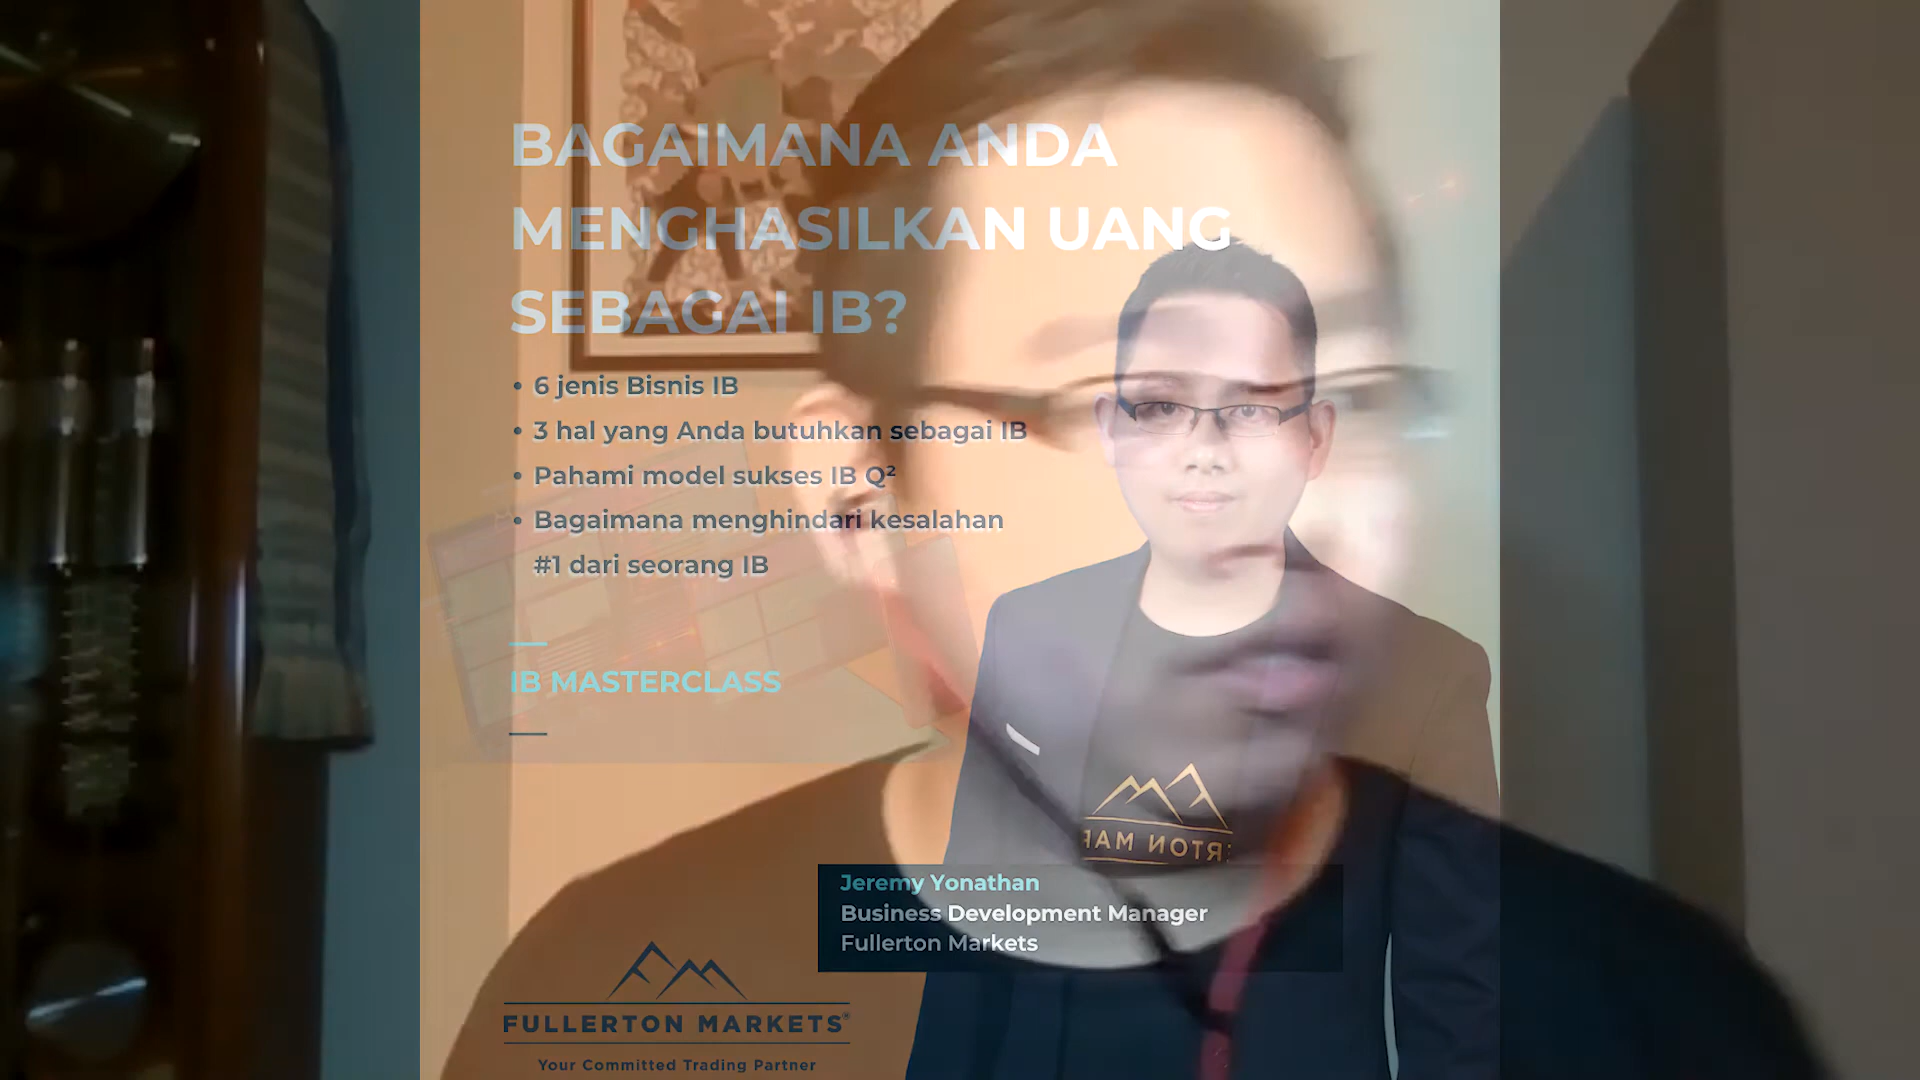 BAGAIMANA ANDA
MENGHASILKAN UANG
SEBAGAI IB?
• 6 jenis Bisnis IB
• 3 hal yang Anda butuhkan sebagai IB
• Pahami model sukses IB Q²
• Bagaimana menghindari kesalahan
#1 dari seorang IB
IB MASTERCLASS
Jeremy Yonathan
Business Development Manager
Fullerton Markets
FULLERTON MARKETS®
Your Committed Trading Partner